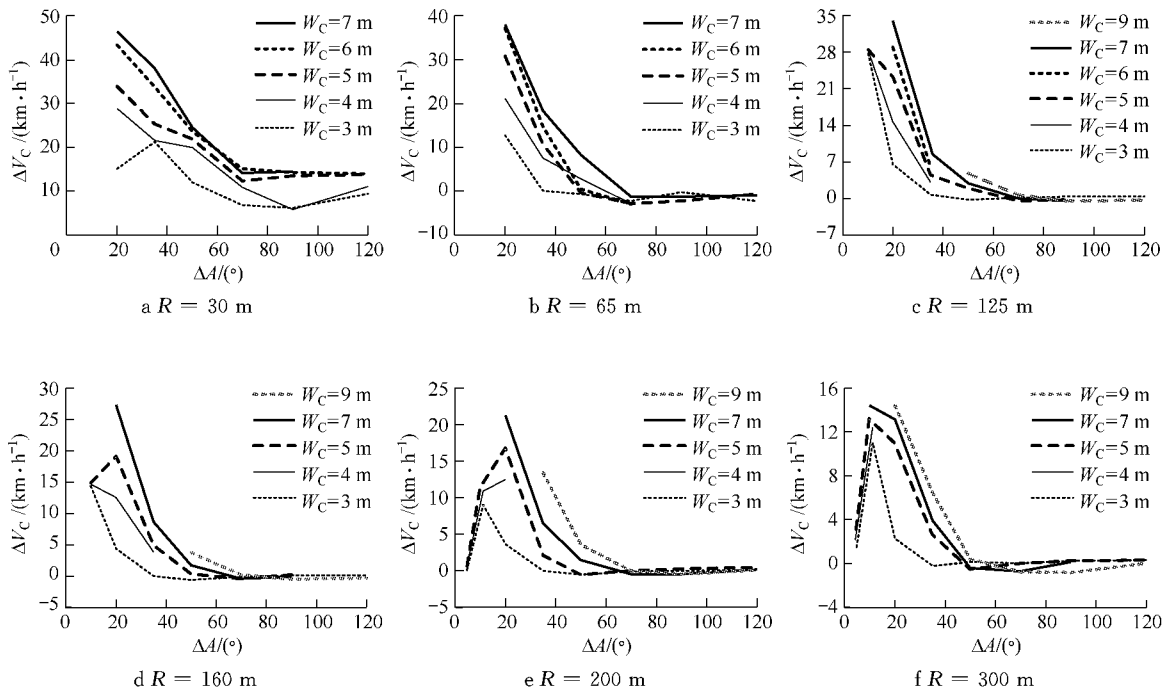 50
40
30
20
10
0
20 40 60 80 100 120
ΔV_C/(km·h⁻¹)
ΔA/(°)
W_C=7 m
W_C=6 m
W_C=5 m
W_C=4 m
W_C=3 m
a R = 30 m
40
30
20
10
0
−10
0 20 40 60 80 100 120
ΔV_C/(km·h⁻¹)
ΔA/(°)
W_C=7 m
W_C=6 m
W_C=5 m
W_C=4 m
W_C=3 m
b R = 65 m
35
28
21
14
7
0
−7
0 20 40 60 80 100 120
ΔV_C/(km·h⁻¹)
ΔA/(°)
W_C=9 m
W_C=7 m
W_C=6 m
W_C=5 m
W_C=4 m
W_C=3 m
c R = 125 m
30
25
20
15
10
5
0
−5
0 20 40 60 80 100 120
ΔV_C/(km·h⁻¹)
ΔA/(°)
W_C=9 m
W_C=7 m
W_C=5 m
W_C=4 m
W_C=3 m
d R = 160 m
25
20
15
10
5
0
−5
0 20 40 60 80 100 120
ΔV_C/(km·h⁻¹)
ΔA/(°)
W_C=9 m
W_C=7 m
W_C=5 m
W_C=4 m
W_C=3 m
e R = 200 m
16
12
8
4
0
−4
0 20 40 60 80 100 120
ΔV_C/(km·h⁻¹)
ΔA/(°)
W_C=9 m
W_C=7 m
W_C=5 m
W_C=4 m
W_C=3 m
f R = 300 m